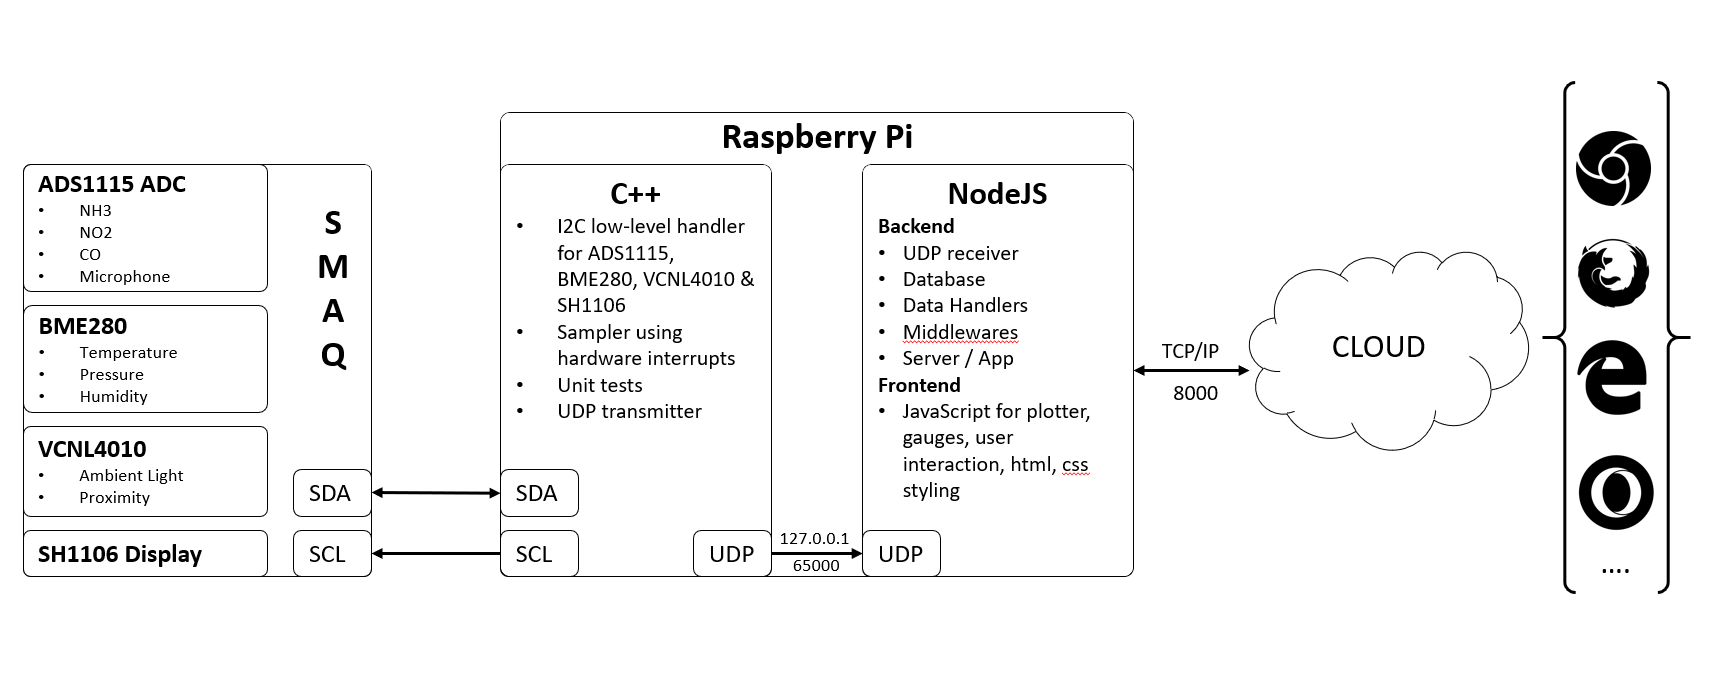 Raspberry Pi
ADS1115 ADC
• NH3
• NO2
• CO
• Microphone
BME280
• Temperature
• Pressure
• Humidity
VCNL4010
• Ambient Light
• Proximity
SH1106 Display
S
M
A
Q
SDA
SCL
C++
• I2C low-level handler
for ADS1115,
BME280, VCNL4010 &
SH1106
• Sampler using
hardware interrupts
• Unit tests
• UDP transmitter
SDA
SCL
UDP
127.0.0.1
65000
NodeJS
Backend
• UDP receiver
• Database
• Data Handlers
• Middlewares
• Server / App
Frontend
• JavaScript for plotter,
gauges, user
interaction, html, css
styling
UDP
TCP/IP
8000
CLOUD
....